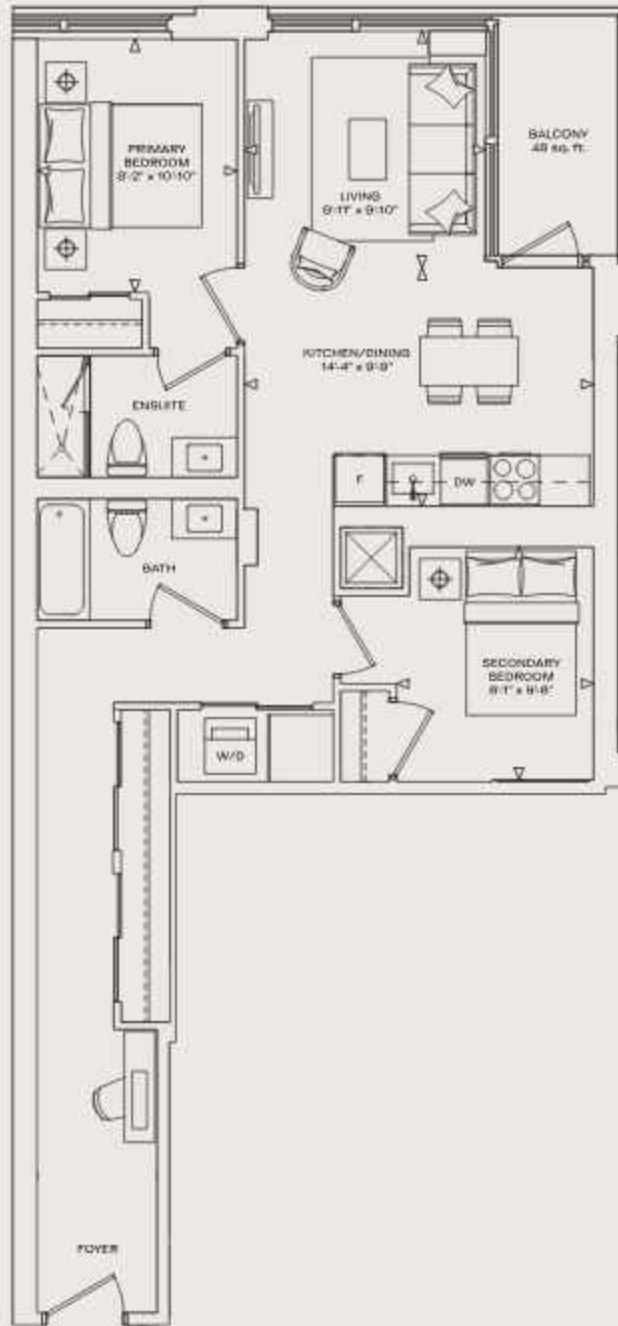 PRIMARY
BEDROOM
8'-2" x 10'-10"
BALCONY
48 sq. ft.
LIVING
9'-11" x 9'-10"
KITCHEN/DINING
14'-4" x 9'-9"
ENSUITE
F
DW
BATH
SECONDARY
BEDROOM
8'-1" x 9'-8"
W/D
FOYER